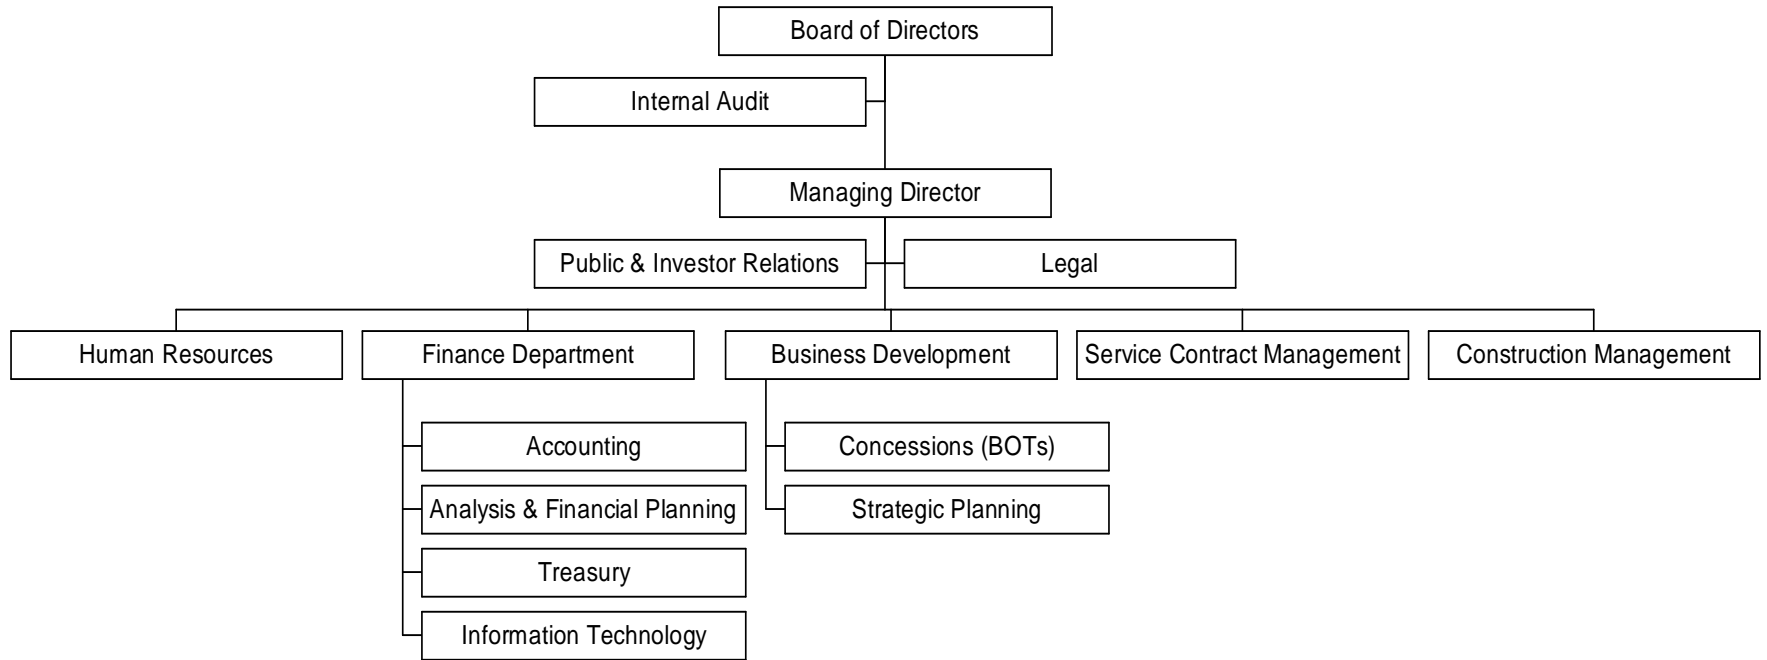 Board of Directors
Internal Audit
Managing Director
Public & Investor Relations
Legal
Human Resources
Finance Department
Business Development
Service Contract Management
Construction Management
Accounting
Analysis & Financial Planning
Treasury
Information Technology
Concessions (BOTs)
Strategic Planning